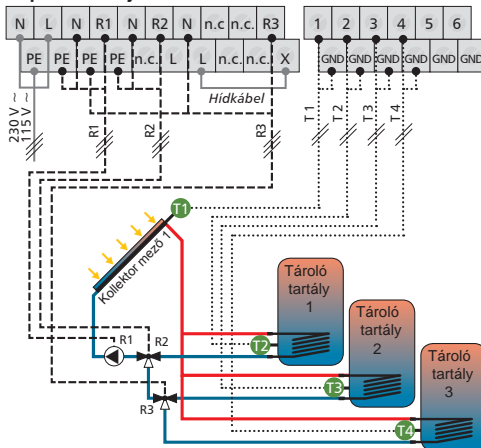 N L N R1 N R2 N n.c n.c. R3 1 2 3 4 5 6
PE PE PE PE n.c. L L n.c. n.c. X GND GND GND GND GND GND
Hídkábel
230 V ~
115 V ~
R1
R2
R3
T 1
T 2
T 3
T 4
T1
Kollektor mező 1
Tároló
tartály
1
Tároló
tartály
2
Tároló
tartály
3
R1
R2
T2
T3
R3
T4